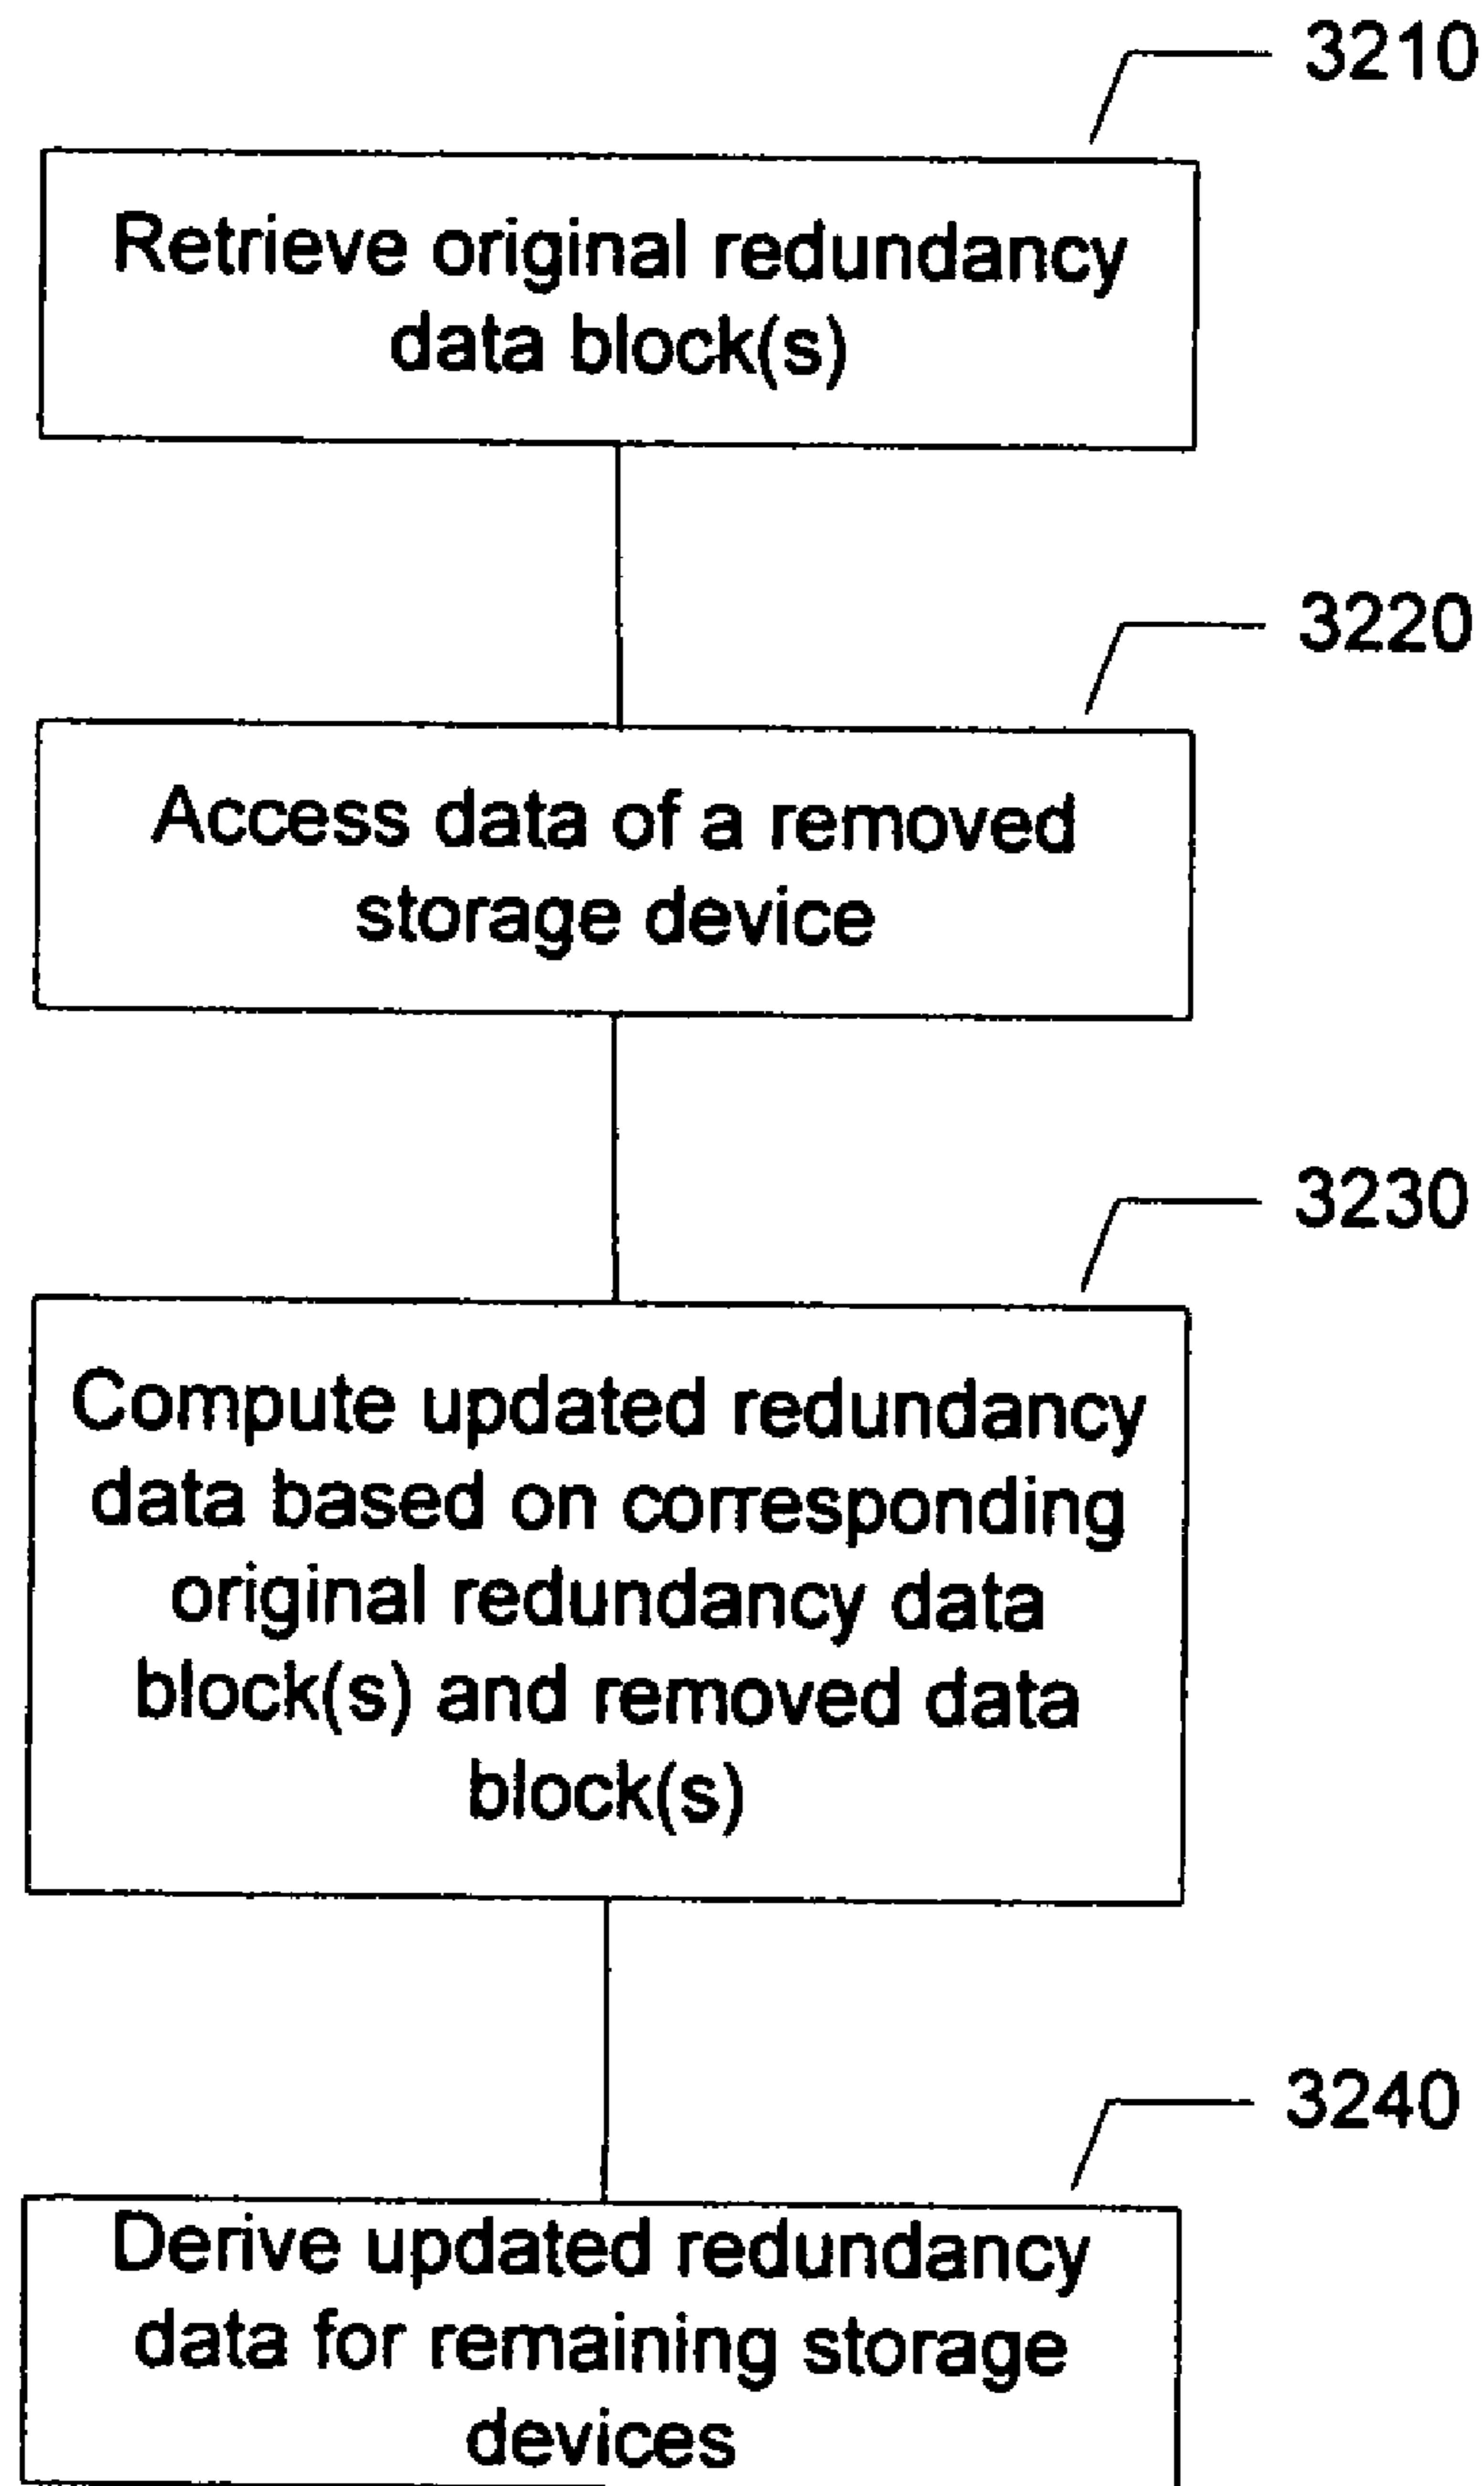 3210
Retrieve original redundancy
data block(s)
3220
Access data of a removed
storage device
3230
Compute updated redundancy
data based on corresponding
original redundancy data
block(s) and removed data
block(s)
3240
Derive updated redundancy
data for remaining storage
devices